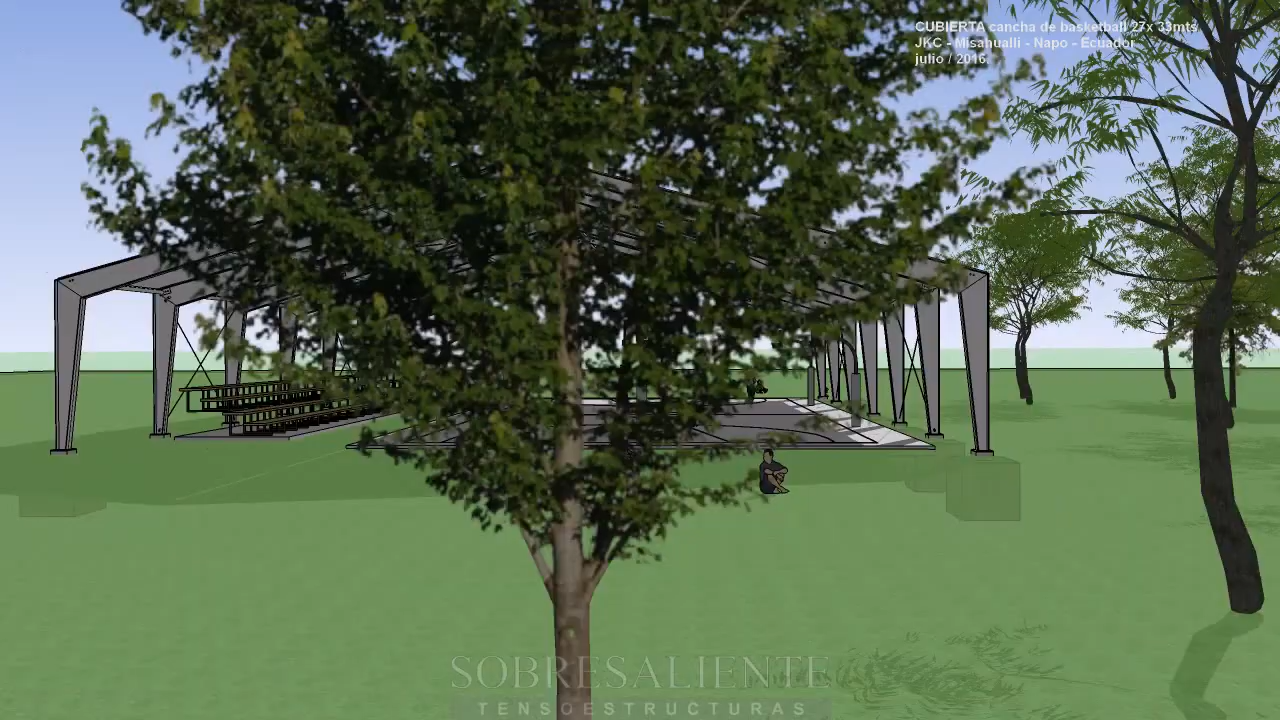 CUBIERTA cancha de basketball 27x 33mts
JKC - Misahualli - Napo - Ecuador
julio / 2016
SOBRESALIENTE
TENSOESTRUCTURAS